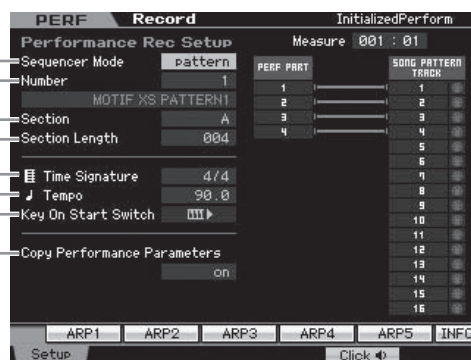 PERF Record InitializedPerform
Performance Rec Setup Measure 001 : 01
Sequencer Mode pattern
PERF PART SONG PATTERN TRACK
Number 1
MOTIF XS PATTERN1
1 1
2 2
3 3
4 4
Section A
Section Length 004
5
6
Time Signature 4/4
7
Tempo 90.0
8
9
Key On Start Switch
10
11
Copy Performance Parameters
12
on
13
14
15
16
ARP1 ARP2 ARP3 ARP4 ARP5 INFO
Setup Click